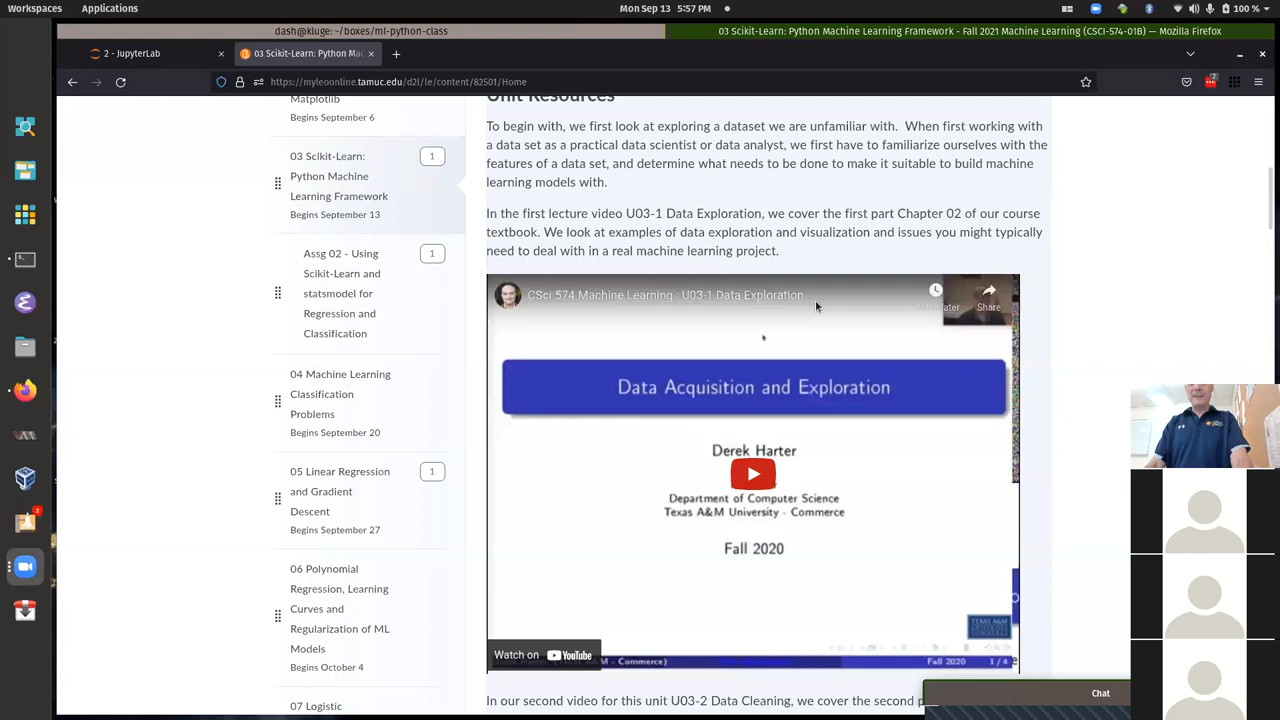 Workspaces
Applications
Mon Sep 13 5:57 PM
100 %
dash@kluge: ~/boxes/ml-python-class
03 Scikit-Learn: Python Machine Learning Framework - Fall 2021 Machine Learning (CSCI-574-01B) — Mozilla Firefox
2 - JupyterLab
03 Scikit-Learn: Python Mac
https://myleoonline.tamuc.edu/d2l/le/content/82501/Home
Matplotlib
Begins September 6
03 Scikit-Learn:
Python Machine
Learning Framework
Begins September 13
1
Assg 02 - Using
Scikit-Learn and
statsmodel for
Regression and
Classification
1
04 Machine Learning
Classification
Problems
Begins September 20
05 Linear Regression
and Gradient
Descent
Begins September 27
1
06 Polynomial
Regression, Learning
Curves and
Regularization of ML
Models
Begins October 4
07 Logistic
Unit Resources
To begin with, we first look at exploring a dataset we are unfamiliar with. When first working with
a data set as a practical data scientist or data analyst, we first have to familiarize ourselves with the
features of a data set, and determine what needs to be done to make it suitable to build machine
learning models with.
In the first lecture video U03-1 Data Exploration, we cover the first part Chapter 02 of our course
textbook. We look at examples of data exploration and visualization and issues you might typically
need to deal with in a real machine learning project.
CSci 574 Machine Learning : U03-1 Data Exploration
Share
Data Acquisition and Exploration
Derek Harter
Department of Computer Science
Texas A&M University - Commerce
Fall 2020
Watch on YouTube
- Commerce)
Fall 2020
1 / 4
In our second video for this unit U03-2 Data Cleaning, we cover the second
Chat